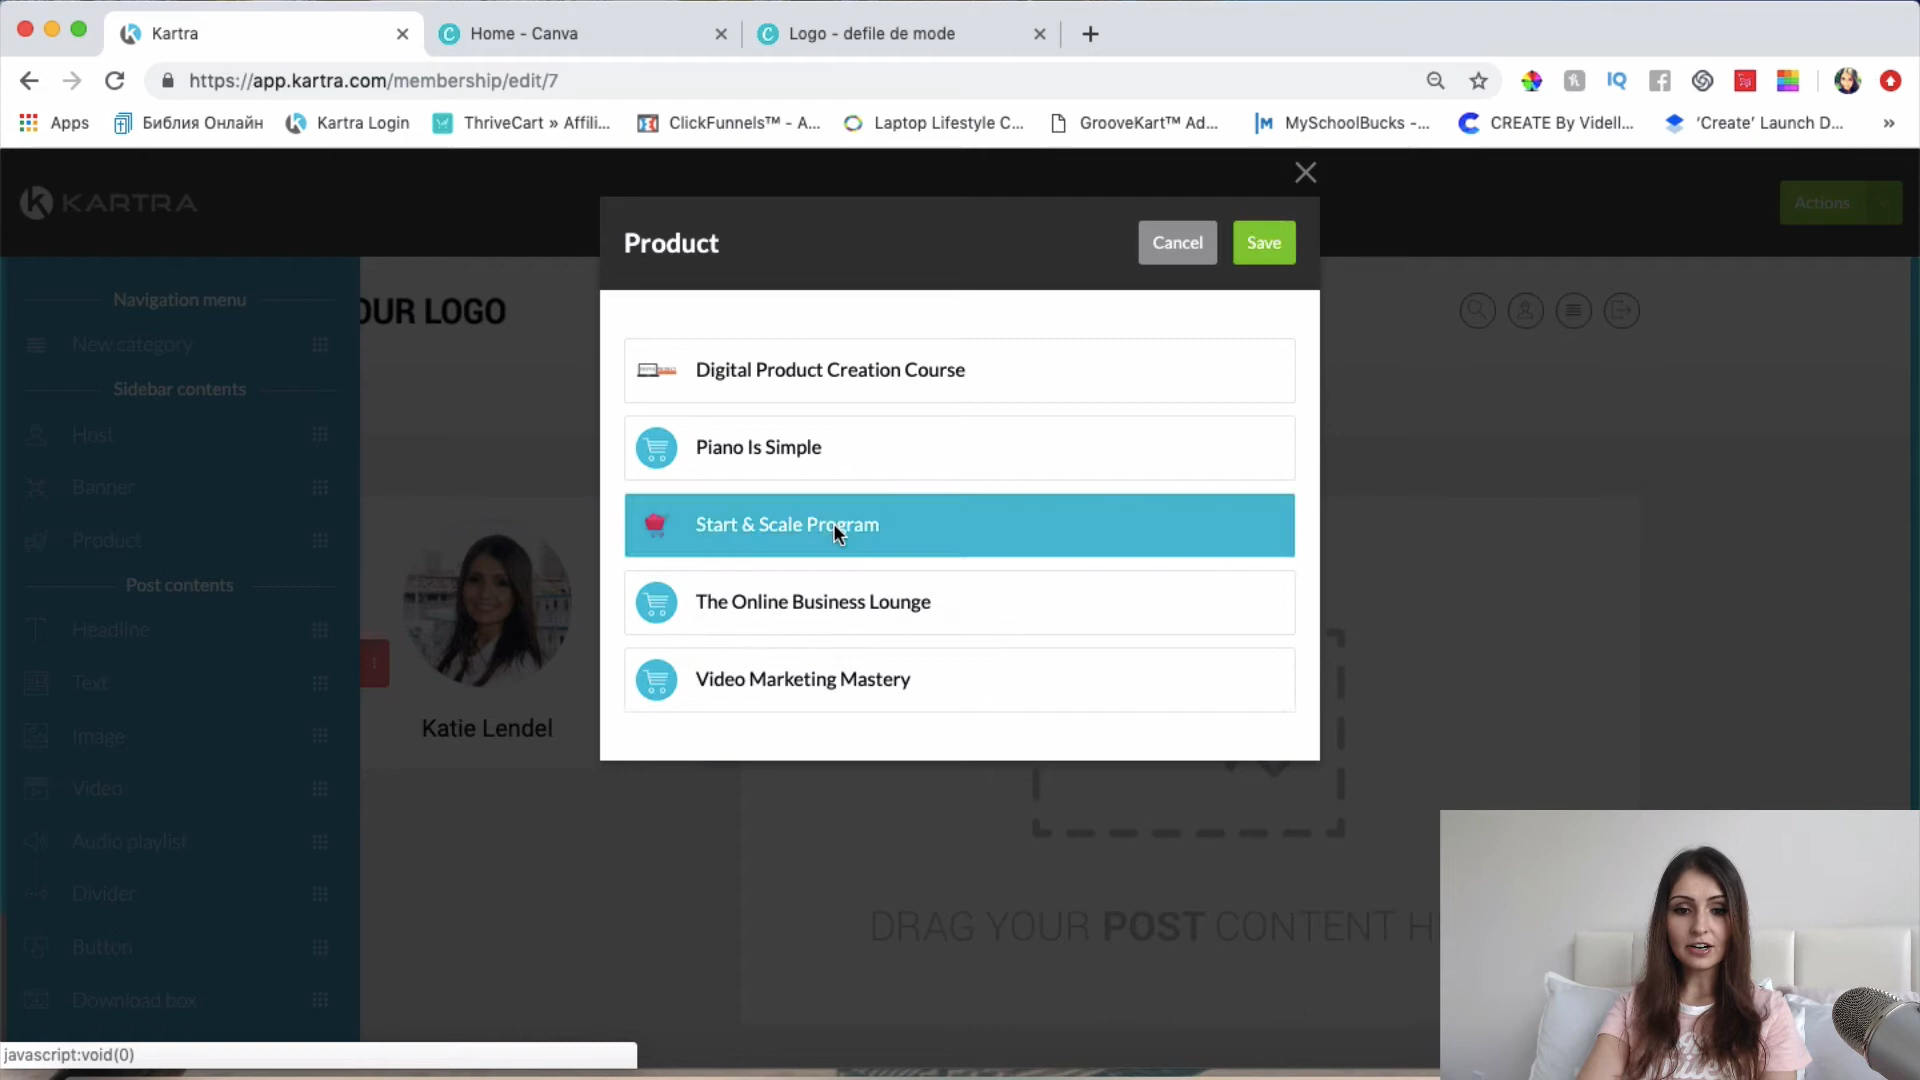 Kartra
Home - Canva
Logo - defile de mode
https://app.kartra.com/membership/edit/7
Apps
Библия Онлайн
Kartra Login
ThriveCart » Affili...
ClickFunnels™ - A...
Laptop Lifestyle C...
GrooveKart™ Ad...
MySchoolBucks -...
CREATE By Videll...
'Create' Launch D...
»
KARTRA
Actions
Product
Cancel
Save
Navigation menu
New category
Sidebar contents
Host
Banner
Product
Post contents
Headline
Text
Image
Video
Audio playlist
Divider
Button
Download box
OUR LOGO
Katie Lendel
Digital Product Creation Course
Piano Is Simple
Start & Scale Program
The Online Business Lounge
Video Marketing Mastery
DRAG YOUR POST CONTENT H
javascript:void(0)